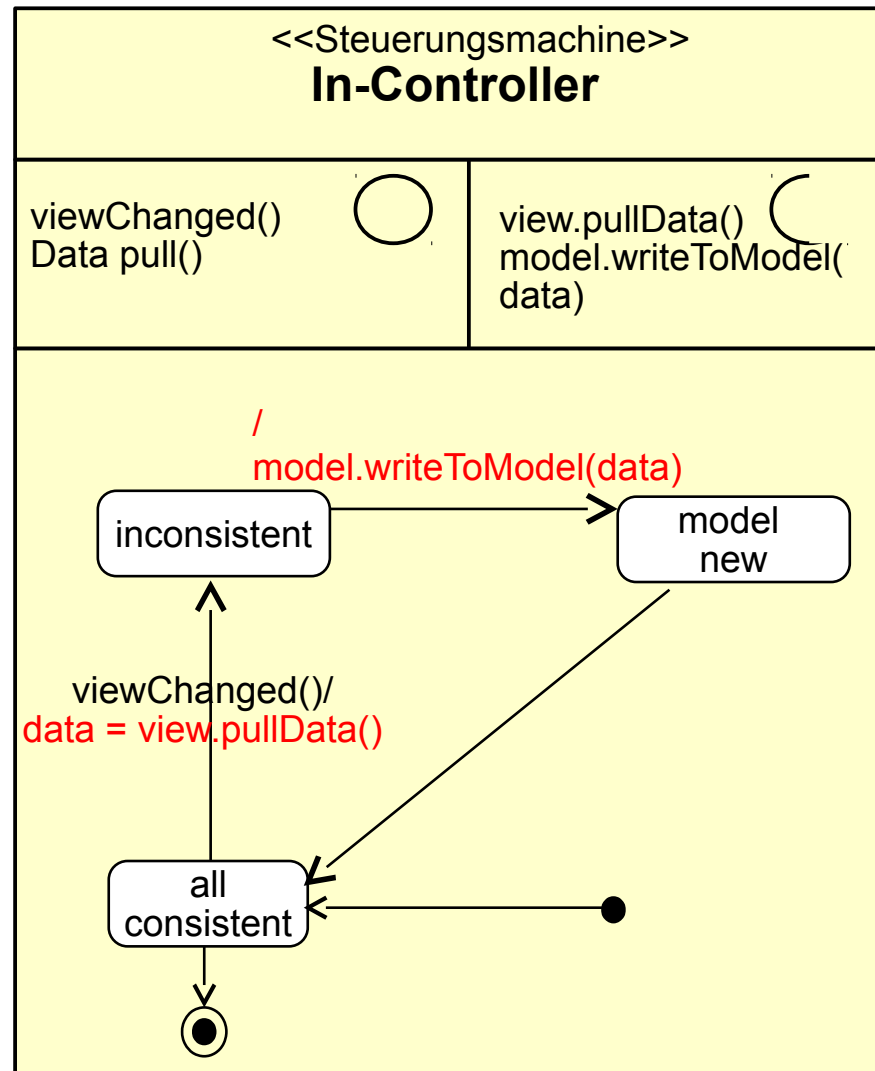 <<Steuerungsmachine>>
In-Controller
viewChanged()
Data pull()
view.pullData()
model.writeToModel(
data)
/
model.writeToModel(data)
inconsistent
model
new
viewChanged()/
data = view.pullData()
all
consistent